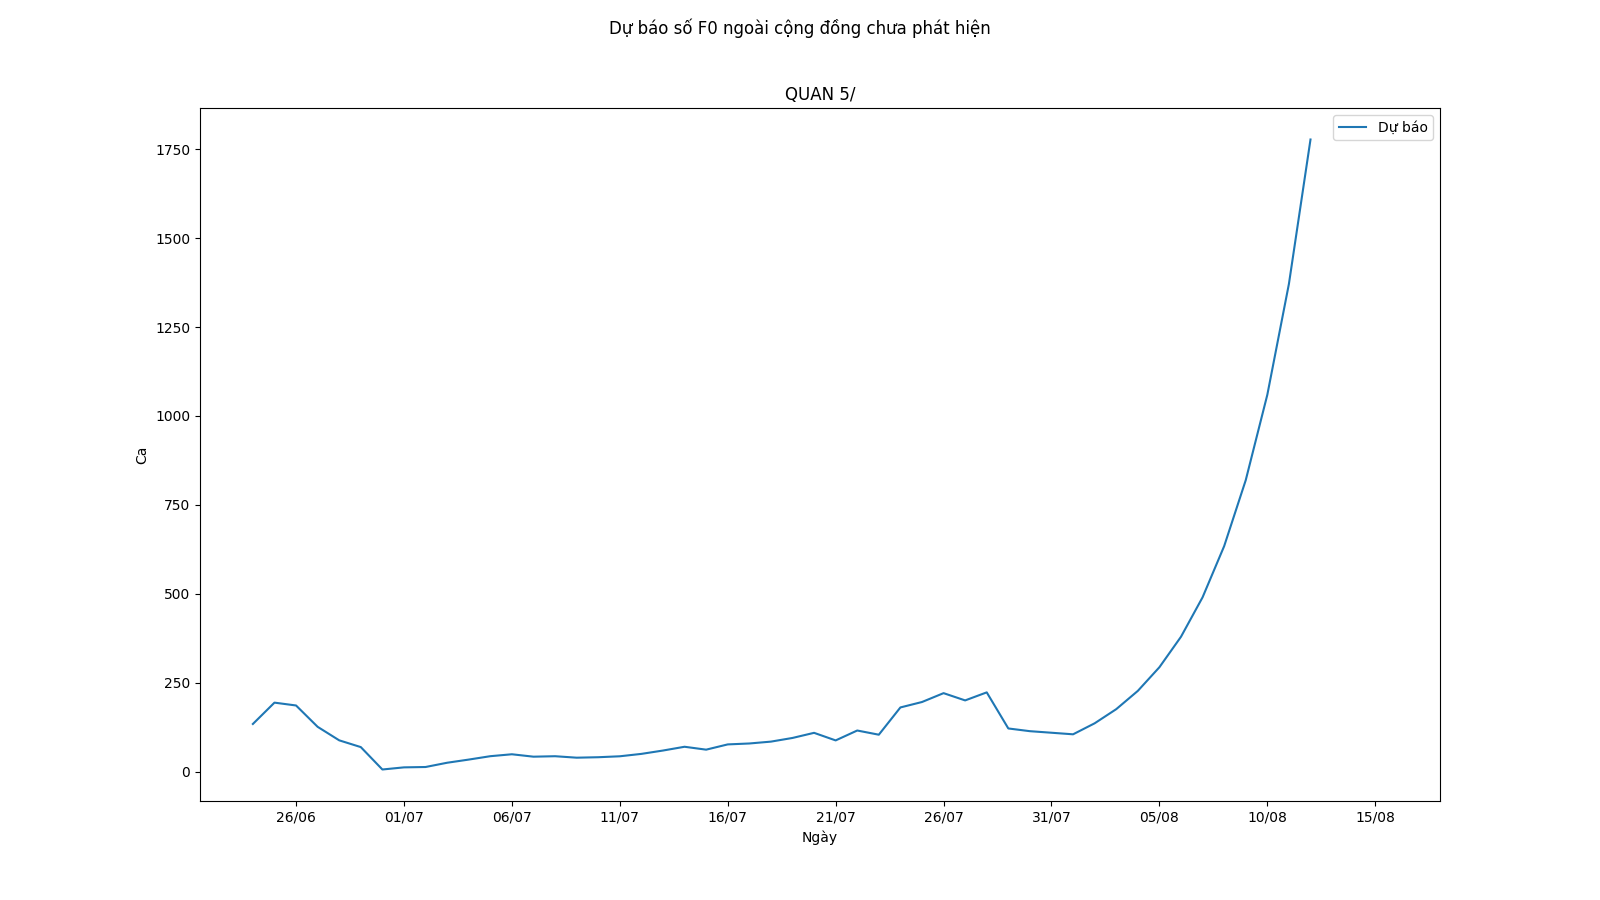 Dự báo số F0 ngoài cộng đồng chưa phát hiện
QUAN 5/
Dự báo
1750
1500
1250
1000
750
500
250
0
Ca
26/06 01/07 06/07 11/07 16/07 21/07 26/07 31/07 05/08 10/08 15/08
Ngày